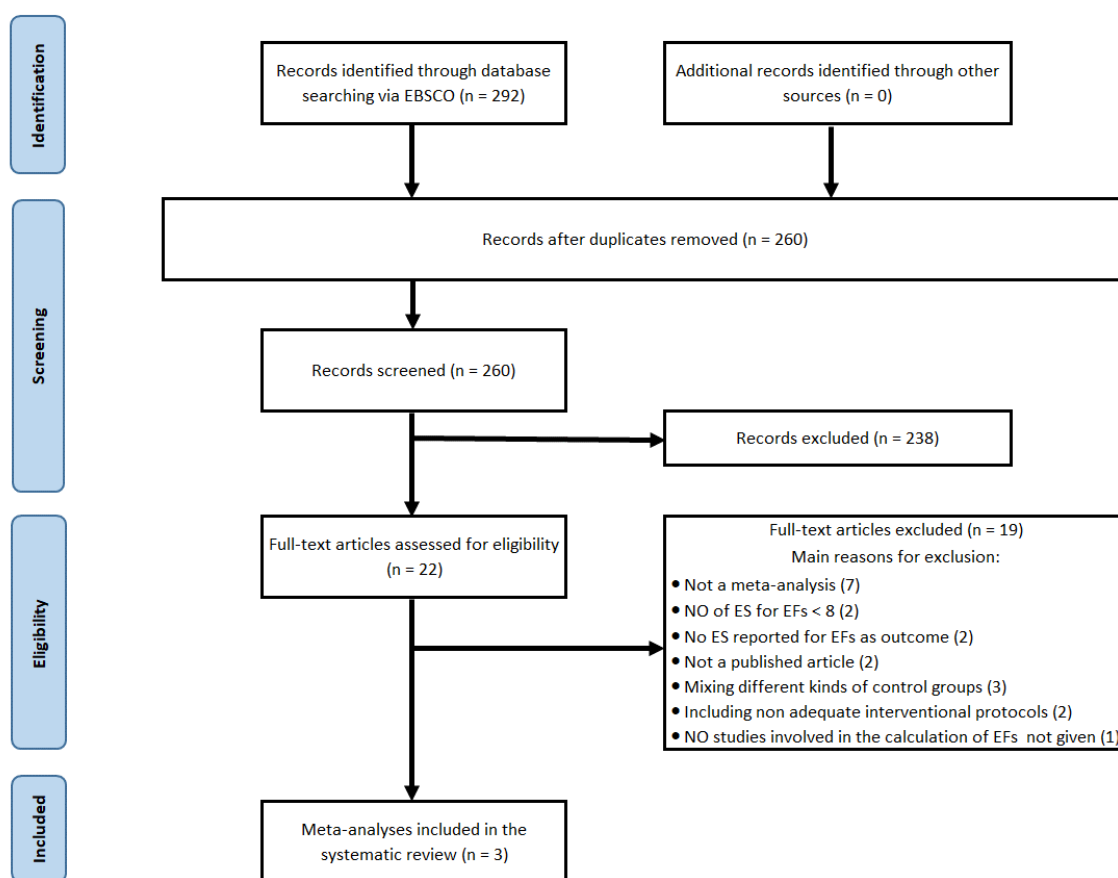 Identification
Records identified through database
searching via EBSCO (n = 292)
Additional records identified through other
sources (n = 0)
Screening
Records after duplicates removed (n = 260)
Records screened (n = 260)
Records excluded (n = 238)
Eligibility
Full-text articles assessed for eligibility
(n = 22)
Full-text articles excluded (n = 19)
Main reasons for exclusion:
• Not a meta-analysis (7)
• NO of ES for EFs < 8 (2)
• No ES reported for EFs as outcome (2)
• Not a published article (2)
• Mixing different kinds of control groups (3)
• Including non adequate interventional protocols (2)
• NO studies involved in the calculation of EFs not given (1)
Included
Meta-analyses included in the
systematic review
(n = 3)